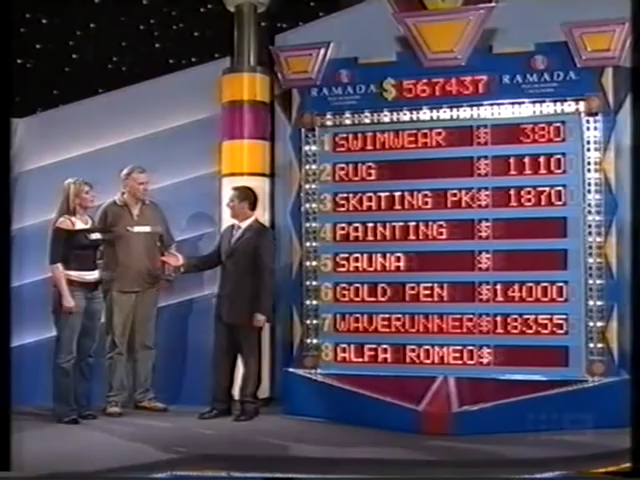 RAMADA
$567437
RAMADA
1 SWIMWEAR $ 380
2 RUG $ 1110
3 SKATING PK$ 1870
4 PAINTING $
5 SAUNA $
6 GOLD PEN $14000
7 WAVERUNNER$18355
8 ALFA ROMEO$